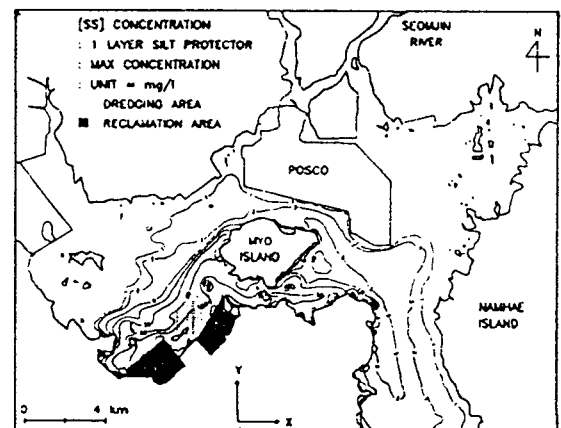 [SS] CONCENTRATION
: 1 LAYER SILT PROTECTOR
: MAX CONCENTRATION
: UNIT = mg/l
DREDGING AREA
RECLAMATION AREA
SEOMJIN
RIVER
N
4
POSCO
MYO
ISLAND
NAMHAE
ISLAND
Y
X
0 4 km